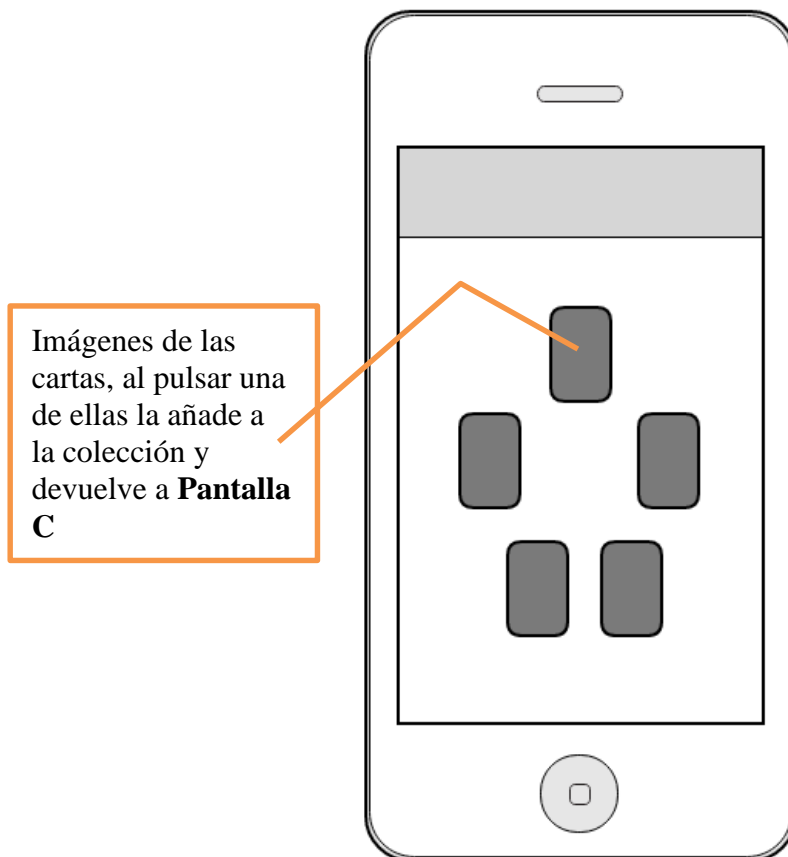 Imágenes de las
cartas, al pulsar una
de ellas la añade a
la colección y
devuelve a Pantalla
C